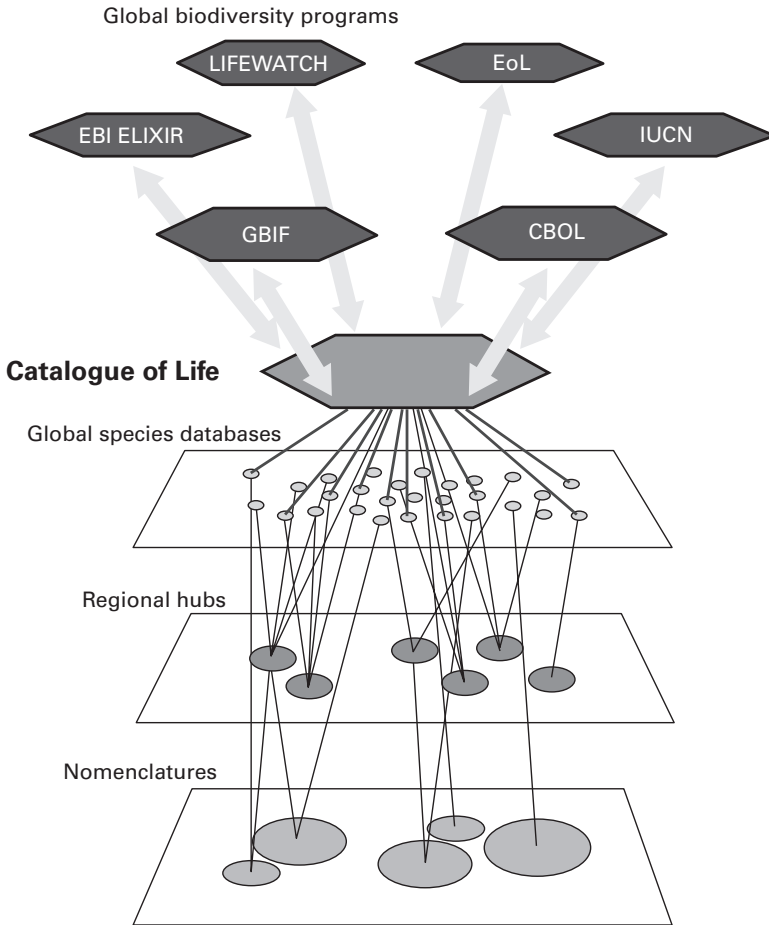 Global biodiversity programs
LIFEWATCH
EoL
EBI ELIXIR
IUCN
GBIF
CBOL
Catalogue of Life
Global species databases
Regional hubs
Nomenclatures